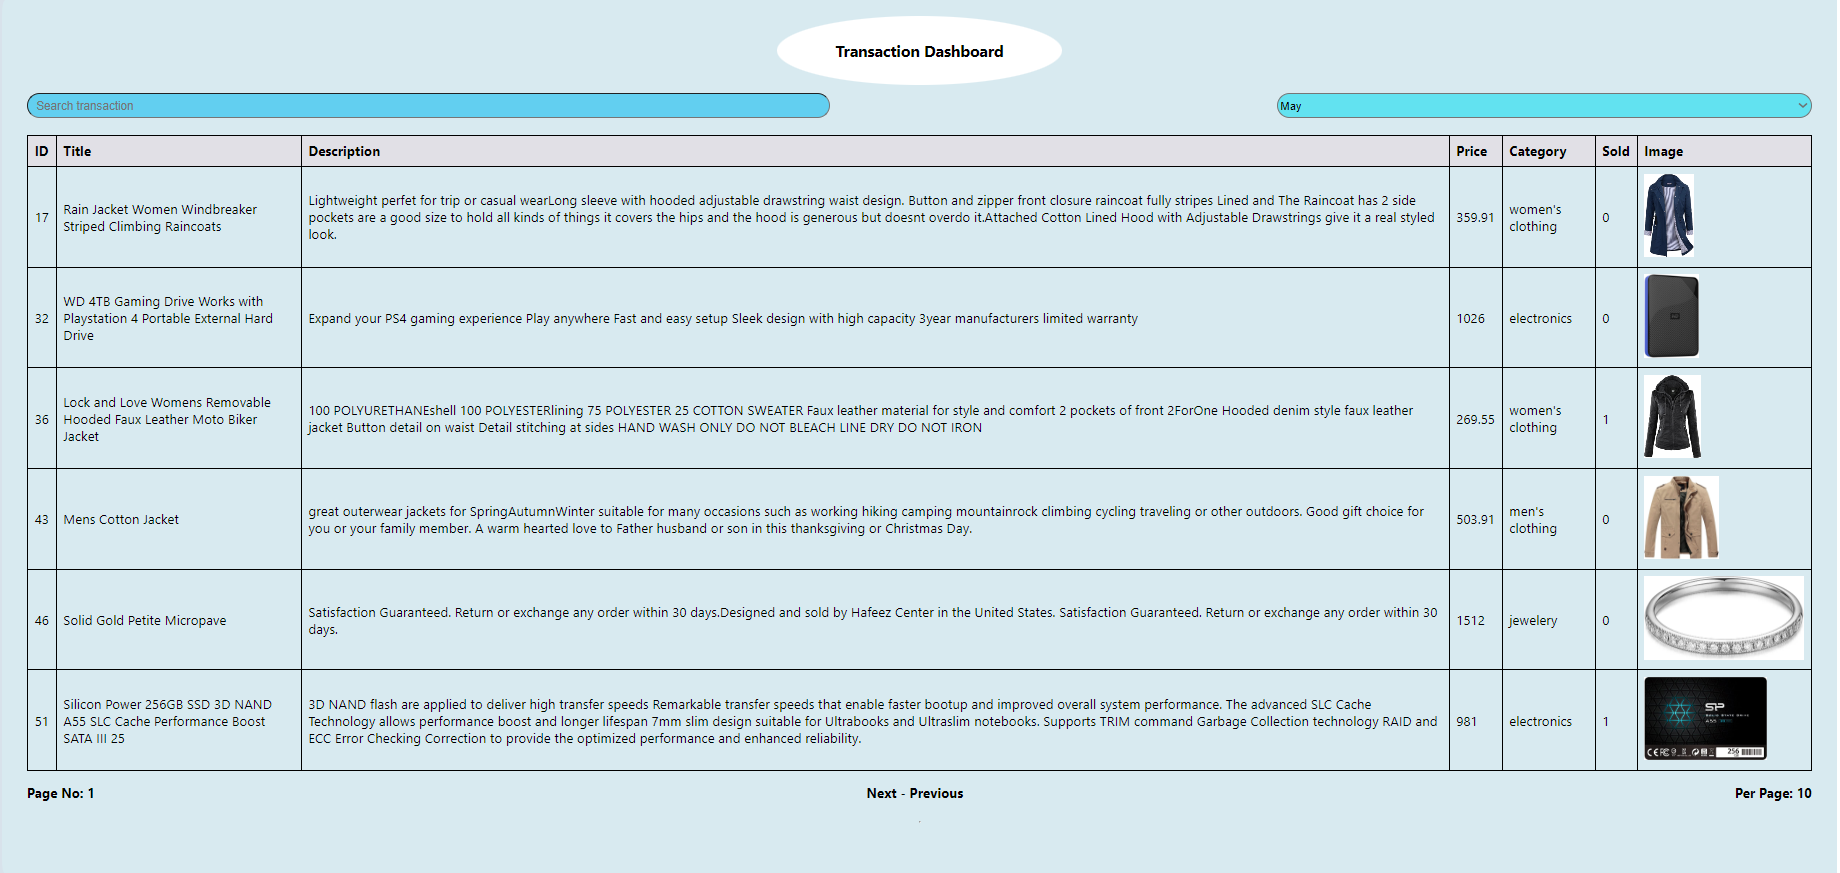 Transaction Dashboard
Search transaction
May
ID Title Description Price Category Sold Image
17
Rain Jacket Women Windbreaker
Striped Climbing Raincoats
Lightweight perfet for trip or casual wearLong sleeve with hooded adjustable drawstring waist design. Button and zipper front closure raincoat fully stripes Lined and The Raincoat has 2 side
pockets are a good size to hold all kinds of things it covers the hips and the hood is generous but doesnt overdo it.Attached Cotton Lined Hood with Adjustable Drawstrings give it a real styled
look.
359.91
women's
clothing
0
32
WD 4TB Gaming Drive Works with
Playstation 4 Portable External Hard
Drive
Expand your PS4 gaming experience Play anywhere Fast and easy setup Sleek design with high capacity 3year manufacturers limited warranty
1026
electronics
0
36
Lock and Love Womens Removable
Hooded Faux Leather Moto Biker
Jacket
100 POLYURETHANEshell 100 POLYESTERlining 75 POLYESTER 25 COTTON SWEATER Faux leather material for style and comfort 2 pockets of front 2ForOne Hooded denim style faux leather
jacket Button detail on waist Detail stitching at sides HAND WASH ONLY DO NOT BLEACH LINE DRY DO NOT IRON
269.55
women's
clothing
1
43
Mens Cotton Jacket
great outerwear jackets for SpringAutumnWinter suitable for many occasions such as working hiking camping mountainrock climbing cycling traveling or other outdoors. Good gift choice for
you or your family member. A warm hearted love to Father husband or son in this thanksgiving or Christmas Day.
503.91
men's
clothing
0
46
Solid Gold Petite Micropave
Satisfaction Guaranteed. Return or exchange any order within 30 days.Designed and sold by Hafeez Center in the United States. Satisfaction Guaranteed. Return or exchange any order within 30
days.
1512
jewelery
0
51
Silicon Power 256GB SSD 3D NAND
A55 SLC Cache Performance Boost
SATA III 25
3D NAND flash are applied to deliver high transfer speeds Remarkable transfer speeds that enable faster bootup and improved overall system performance. The advanced SLC Cache
Technology allows performance boost and longer lifespan 7mm slim design suitable for Ultrabooks and Ultraslim notebooks. Supports TRIM command Garbage Collection technology RAID and
ECC Error Checking Correction to provide the optimized performance and enhanced reliability.
981
electronics
1
SP
SOLID STATE DRIVE
A55
256
Page No: 1
Next - Previous
Per Page: 10